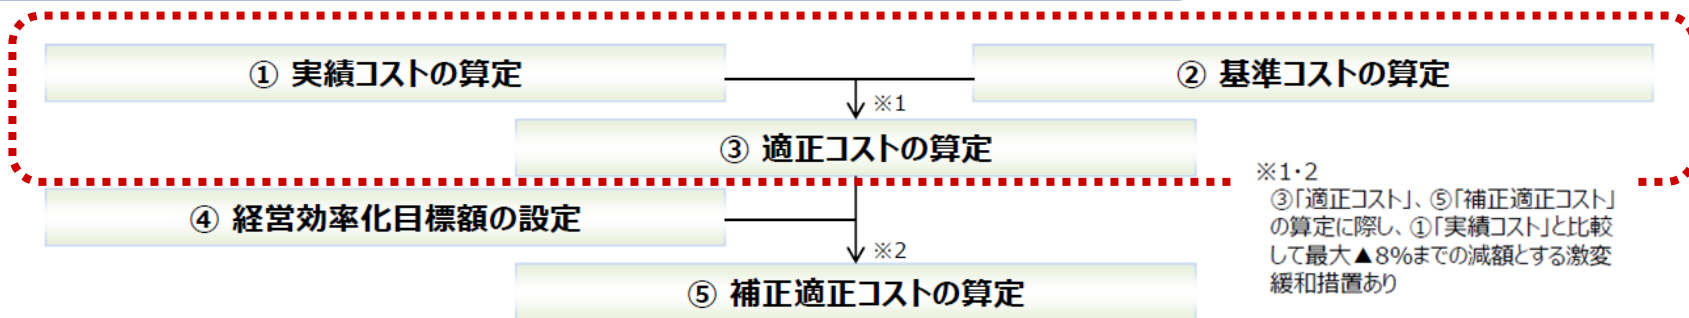 ① 実績コストの算定
② 基準コストの算定
※1
③ 適正コストの算定
④ 経営効率化目標額の設定
※2
⑤ 補正適正コストの算定
※1・2
③「適正コスト」、⑤「補正適正コスト」
の算定に際し、①「実績コスト」と比較
して最大▲8%までの減額とする激変
緩和措置あり